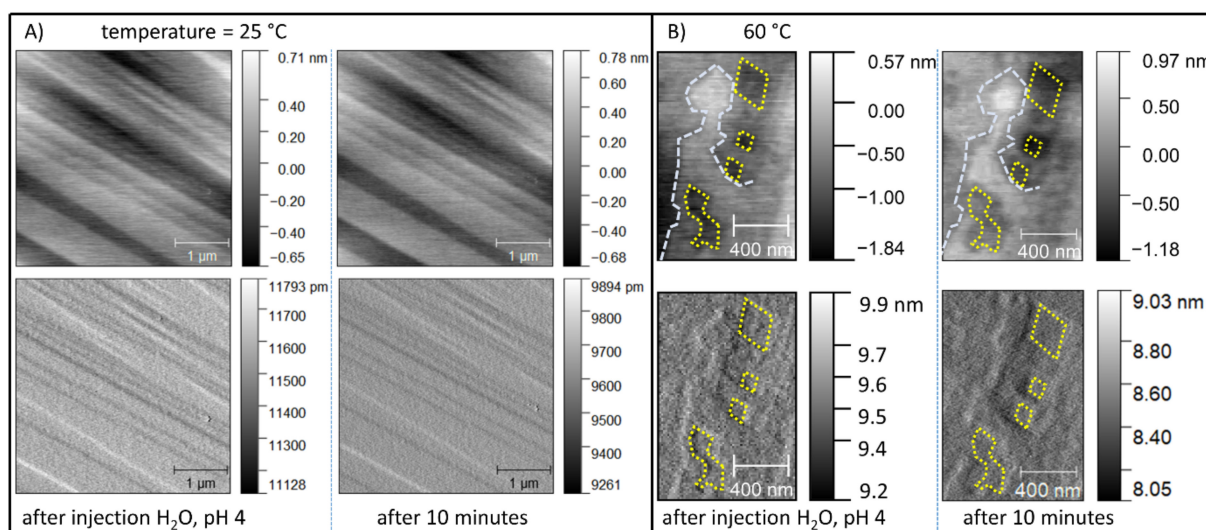 A) temperature = 25 °C
0.71 nm
0.40
0.20
0.00
−0.20
−0.40
−0.65
1 µm
0.78 nm
0.60
0.40
0.20
0.00
−0.20
−0.40
−0.68
1 µm
11793 pm
11700
11600
11500
11400
11300
11128
1 µm
9894 pm
9800
9700
9600
9500
9400
9261
1 µm
after injection H₂O, pH 4
after 10 minutes
B) 60 °C
0.57 nm
0.00
−0.50
−1.00
−1.84
400 nm
0.97 nm
0.50
0.00
−0.50
−1.18
400 nm
9.9 nm
9.7
9.6
9.5
9.4
9.2
400 nm
9.03 nm
8.80
8.60
8.40
8.05
400 nm
after injection H₂O, pH 4
after 10 minutes